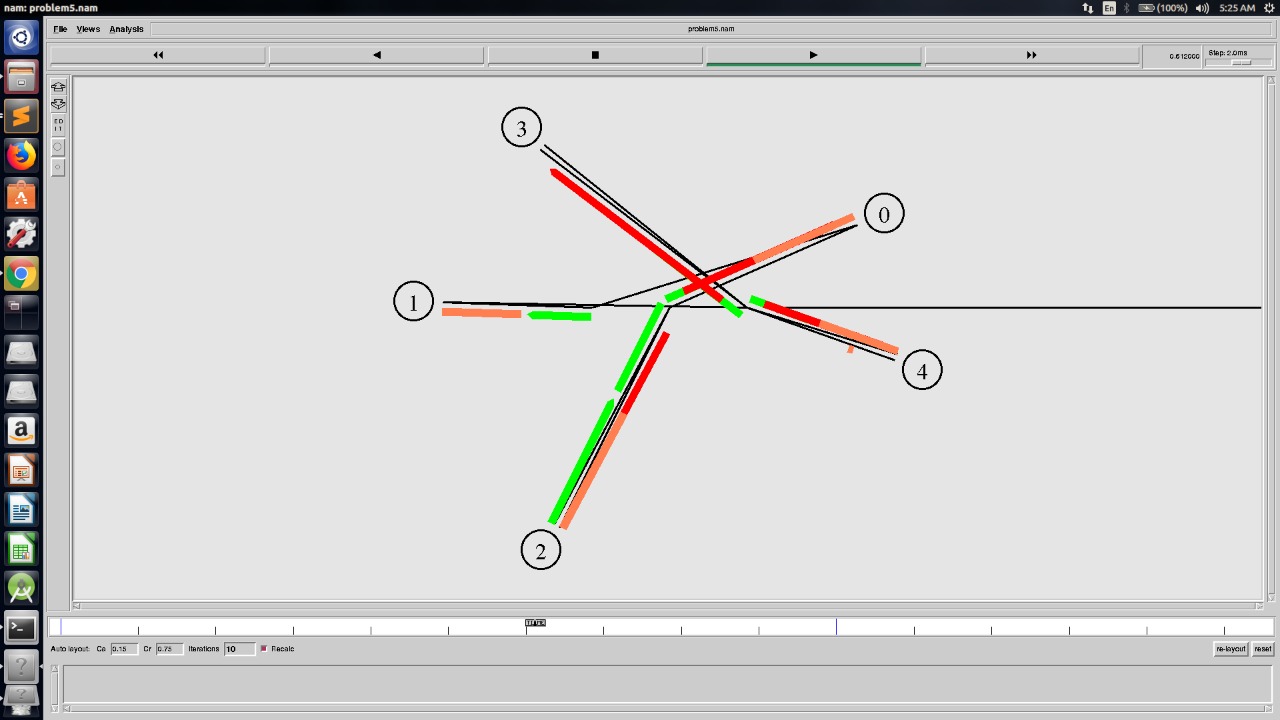 nam: problem5.nam
En (100%) 5:25 AM
File Views Analysis problem5.nam
0.612000 Step: 2.0ms
3
0
1
4
2
TIME
Auto layout: Ca 0.15 Cr 0.75 Iterations 10 Recalc re-layout reset